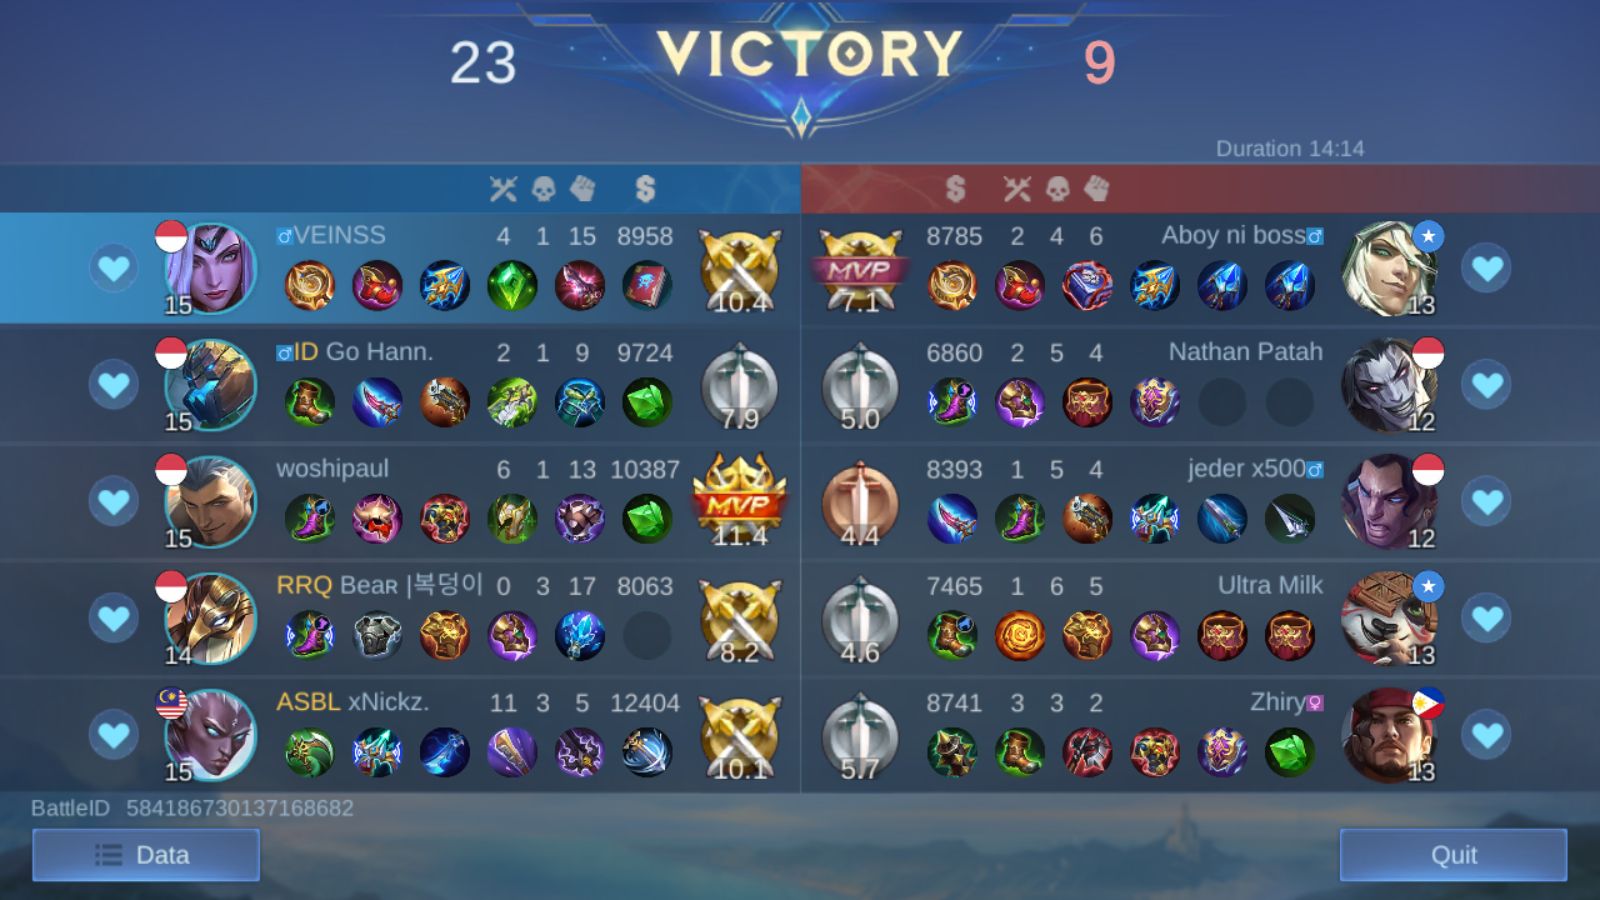 23 VICTORY 9
Duration 14:14
VEINSS 4 1 15 8958
15 10.4
MVP 7.1 8785 2 4 6 Aboy ni boss
13
ID Go Hann. 2 1 9 9724
15 7.9
5.0 6860 2 5 4 Nathan Patah
12
woshipaul 6 1 13 10387
15 MVP 11.4
4.4 8393 1 5 4 jeder x500
12
RRQ Bear |복덩이 0 3 17 8063
14 8.2
4.6 7465 1 6 5 Ultra Milk
13
ASBL xNickz. 11 3 5 12404
15 10.1
5.7 8741 3 3 2 Zhiry
13
BattleID 584186730137168682
Data
Quit